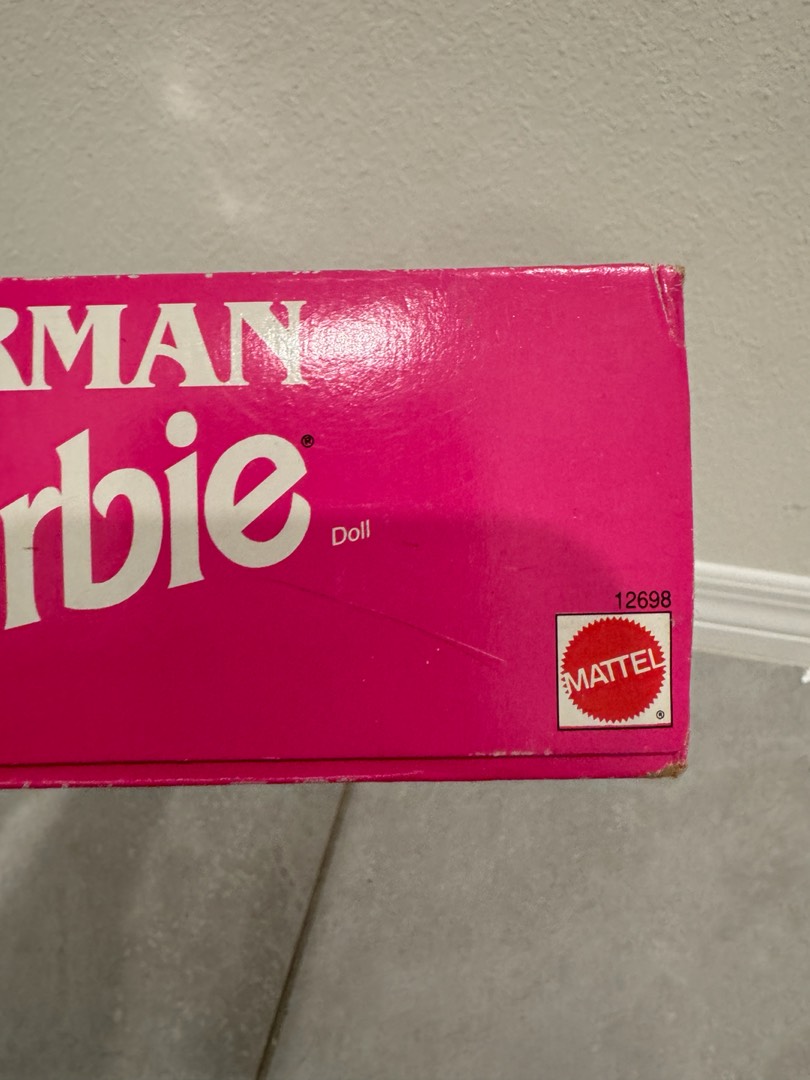 RMAN
rbie®
Doll
12698
MATTEL
®